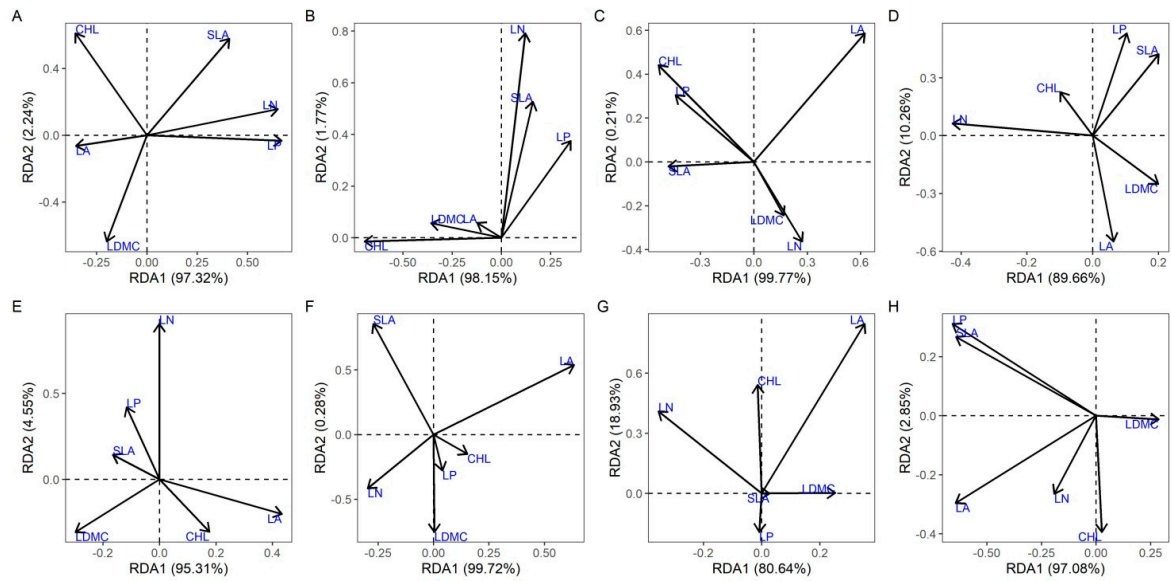 A
CHL
SLA
LN
LP
LA
LDMC
0.4
0.0
-0.4
RDA2 (2.24%)
-0.25 0.00 0.25 0.50
RDA1 (97.32%)
B
LN
SLA
LP
LDMC
LA
CHL
0.8
0.6
0.4
0.2
0.0
RDA2 (1.77%)
-0.50 -0.25 0.00 0.25
RDA1 (98.15%)
C
LA
CHL
LP
SLA
LDMC
LN
0.6
0.4
0.2
0.0
-0.2
-0.4
RDA2 (0.21%)
-0.3 0.0 0.3 0.6
RDA1 (99.77%)
D
LP
SLA
CHL
LN
LDMC
LA
0.3
0.0
-0.3
-0.6
RDA2 (10.26%)
-0.4 -0.2 0.0 0.2
RDA1 (89.66%)
E
LN
LP
SLA
LDMC
CHL
LA
0.5
0.0
RDA2 (4.55%)
-0.2 0.0 0.2 0.4
RDA1 (95.31%)
F
SLA
LA
CHL
LP
LN
LDMC
0.5
0.0
-0.5
RDA2 (0.28%)
-0.25 0.00 0.25 0.50
RDA1 (99.72%)
G
LA
CHL
LN
SLA
LDMC
LP
0.6
0.3
0.0
RDA2 (18.93%)
-0.2 0.0 0.2
RDA1 (80.64%)
H
LP
SLA
LDMC
LA
LN
CHL
0.2
0.0
-0.2
-0.4
RDA2 (2.85%)
-0.50 -0.25 0.00 0.25
RDA1 (97.08%)